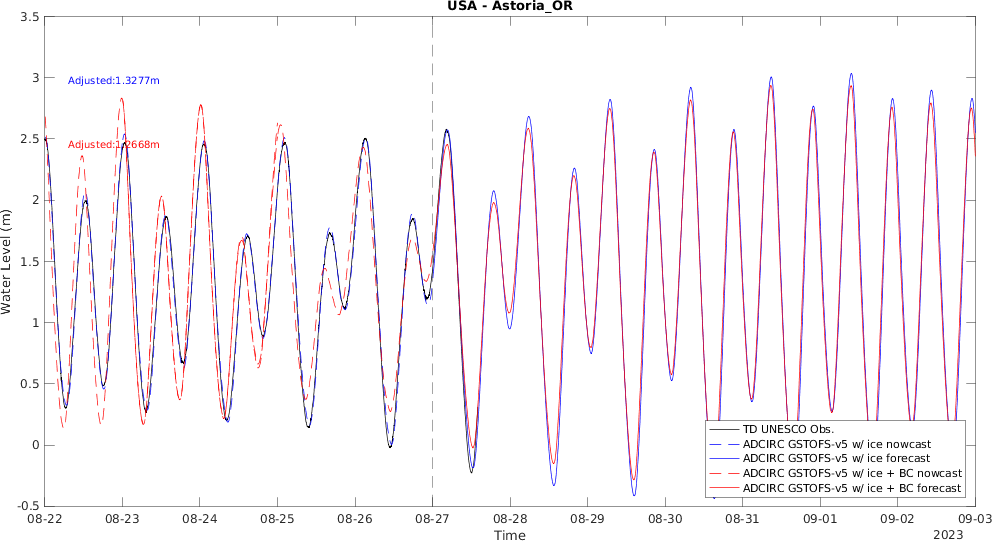 USA - Astoria_OR
3.5
3
2.5
2
1.5
1
0.5
0
-0.5
Water Level (m)
Adjusted:1.3277m
Adjusted:1.2668m
TD UNESCO Obs.
ADCIRC GSTOFS-v5 w/ ice nowcast
ADCIRC GSTOFS-v5 w/ ice forecast
ADCIRC GSTOFS-v5 w/ ice + BC nowcast
ADCIRC GSTOFS-v5 w/ ice + BC forecast
08-22 08-23 08-24 08-25 08-26 08-27 08-28 08-29 08-30 08-31 09-01 09-02 09-03
Time
2023